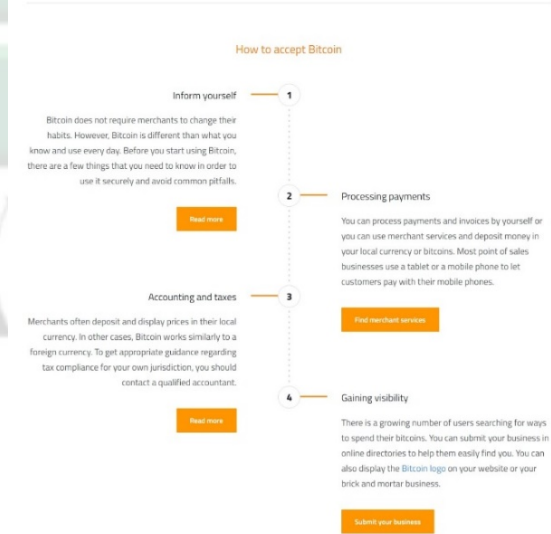 How to accept Bitcoin
Inform yourself
1
Bitcoin does not require merchants to change their
habits. However, Bitcoin is different than what you
know and use every day. Before you start using Bitcoin,
there are a few things that you need to know in order to
use it securely and avoid common pitfalls.
Read more
2
Processing payments
You can process payments and invoices by yourself or
you can use merchant services and deposit money in
your local currency or bitcoins. Most point of sales
businesses use a tablet or a mobile phone to let
customers pay with their mobile phones.
Find merchant services
Accounting and taxes
3
Merchants often deposit and display prices in their local
currency. In other cases, Bitcoin works similarly to a
foreign currency. To get appropriate guidance regarding
tax compliance for your own jurisdiction, you should
contact a qualified accountant.
Read more
4
Gaining visibility
There is a growing number of users searching for ways
to spend their bitcoins. You can submit your business in
online directories to help them easily find you. You can
also display the Bitcoin logo on your website or your
brick and mortar business.
Submit your business